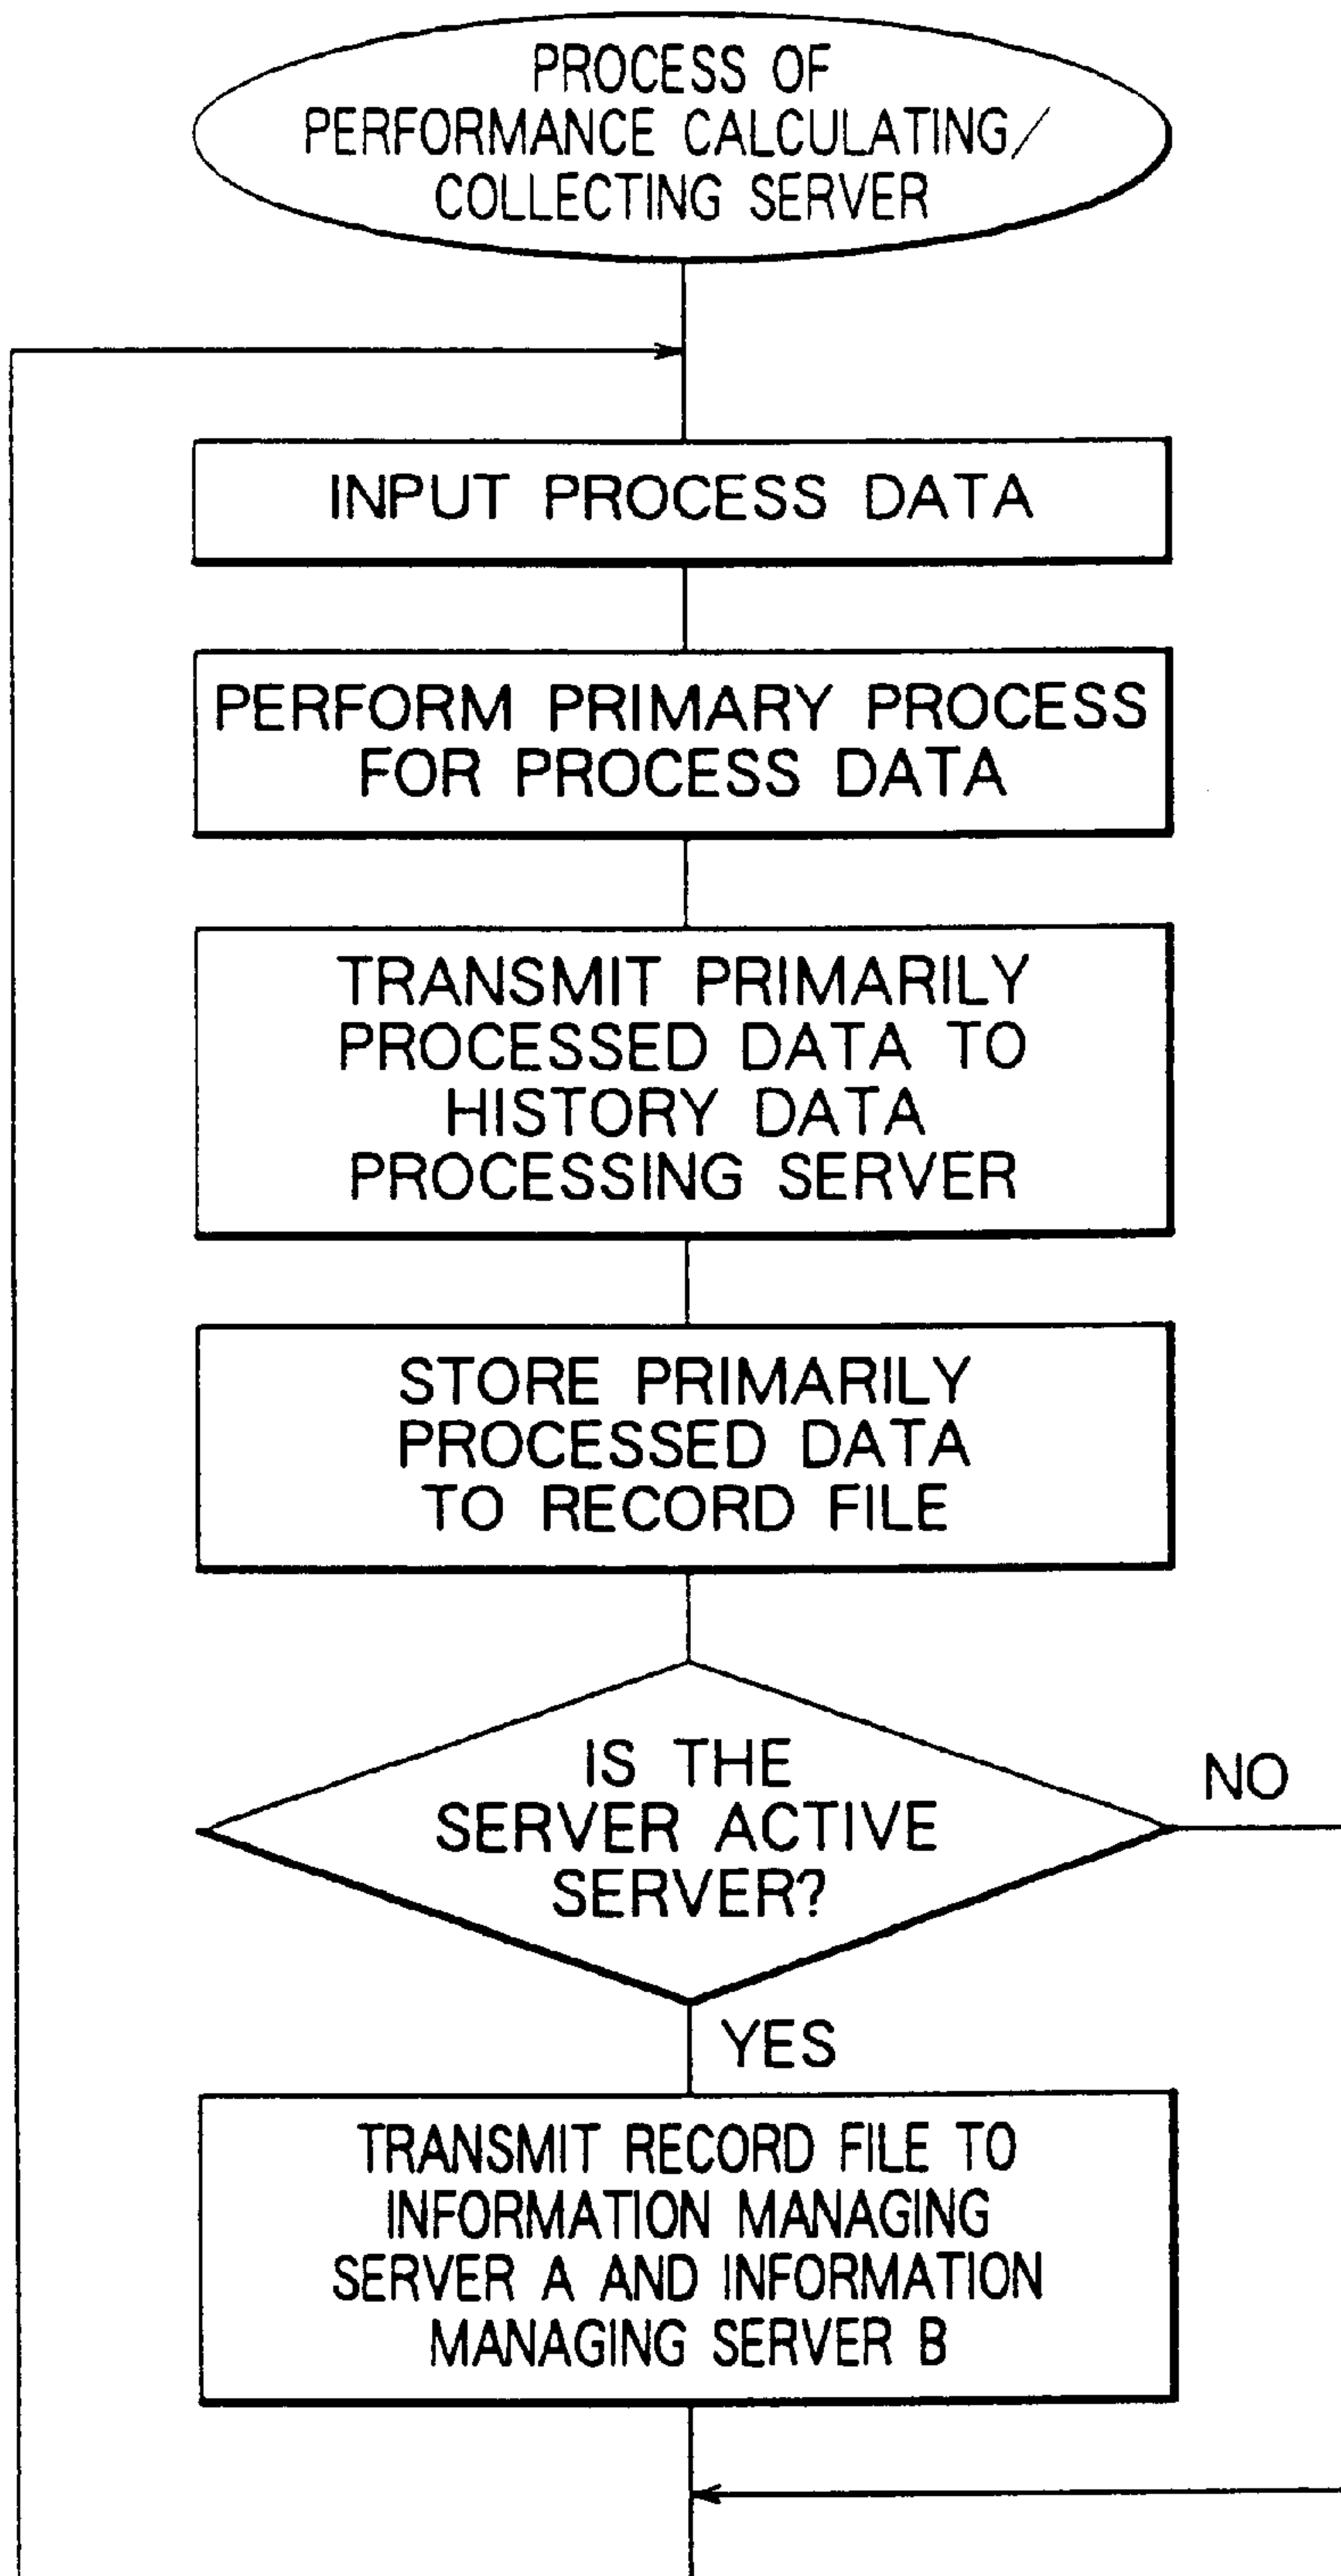 PROCESS OF
PERFORMANCE CALCULATING/
COLLECTING SERVER
INPUT PROCESS DATA
PERFORM PRIMARY PROCESS
FOR PROCESS DATA
TRANSMIT PRIMARILY
PROCESSED DATA TO
HISTORY DATA
PROCESSING SERVER
STORE PRIMARILY
PROCESSED DATA
TO RECORD FILE
IS THE
SERVER ACTIVE
SERVER?
NO
YES
TRANSMIT RECORD FILE TO
INFORMATION MANAGING
SERVER A AND INFORMATION
MANAGING SERVER B